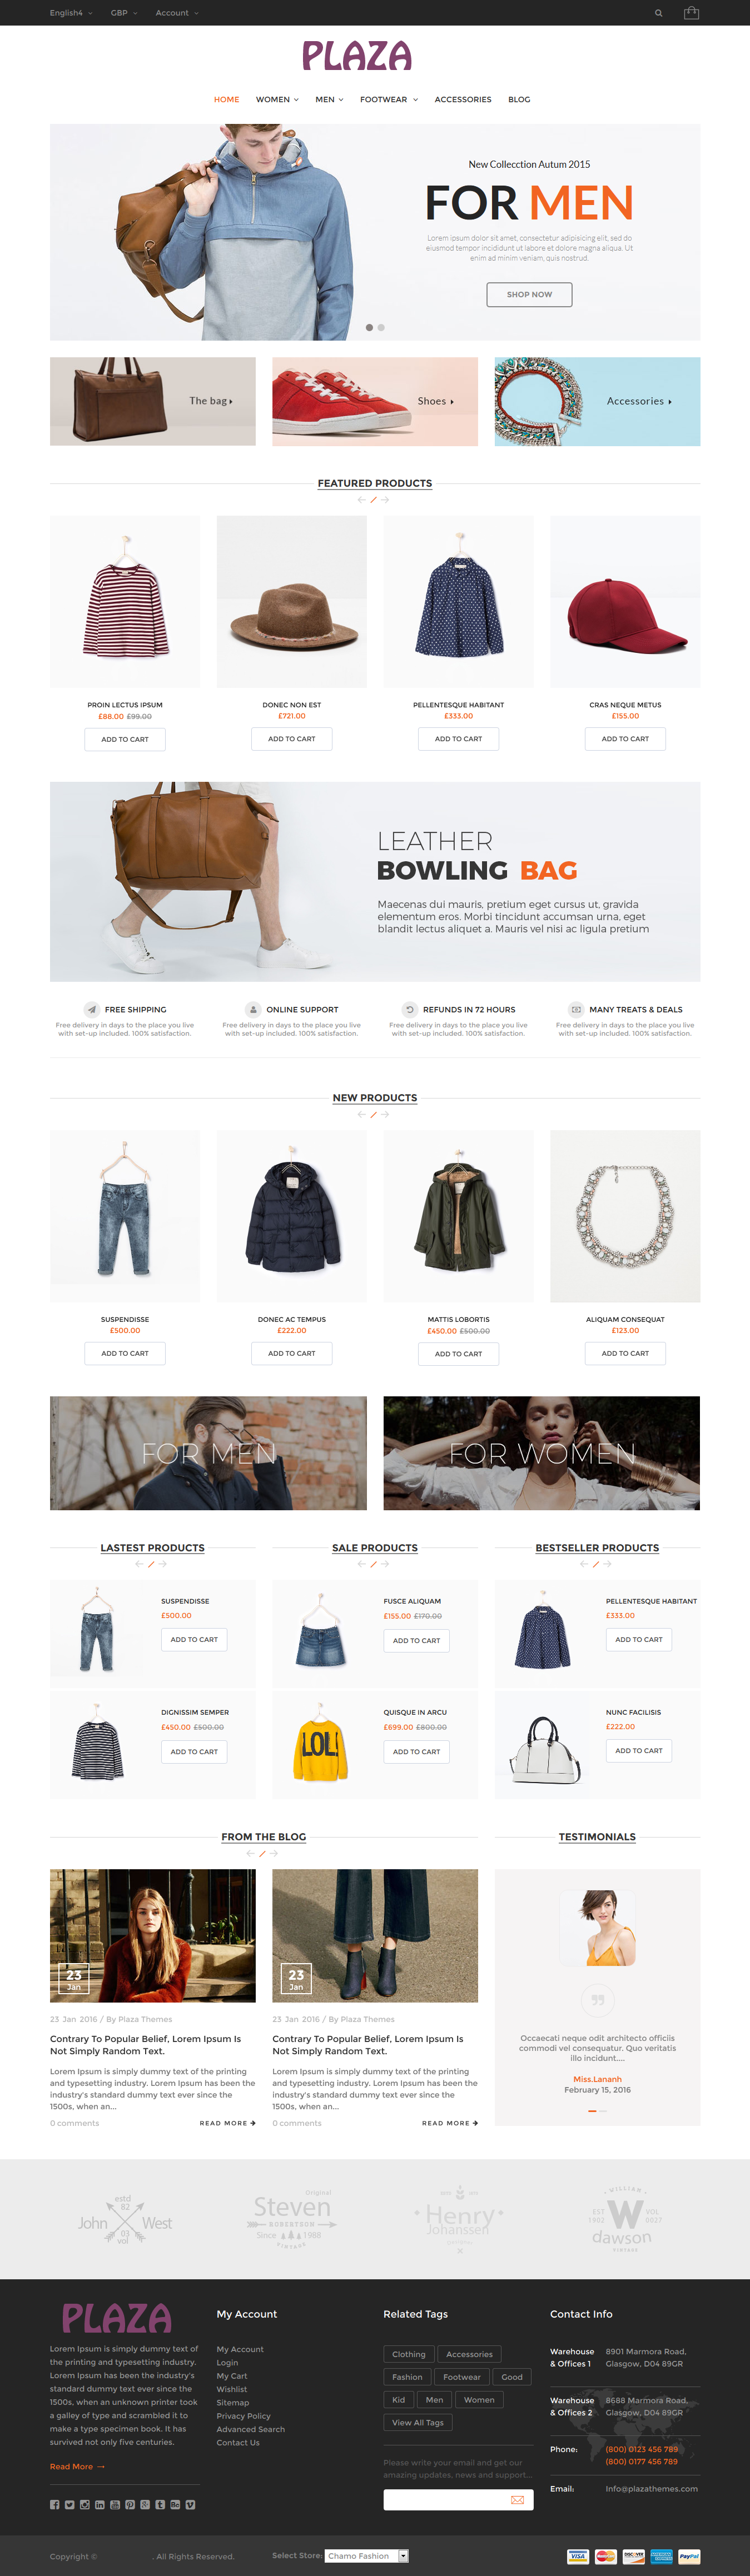 English4 GBP Account
PLAZA
HOME WOMEN MEN FOOTWEAR ACCESSORIES BLOG
New Collecction Autum 2015
FOR MEN
Lorem ipsum dolor sit amet, consectetur adipisicing elit, sed do
eiusmod tempor incididunt ut labore et dolore magna aliqua. Ut
enim ad minim veniam, quis nostrud.
SHOP NOW
The bag
Shoes
Accessories
FEATURED PRODUCTS
PROIN LECTUS IPSUM
£88.00 £99.00
ADD TO CART
DONEC NON EST
£721.00
ADD TO CART
PELLENTESQUE HABITANT
£333.00
ADD TO CART
CRAS NEQUE METUS
£155.00
ADD TO CART
LEATHER
BOWLING BAG
Maecenas dui mauris, pretium eget cursus ut, gravida
elementum eros. Morbi tincidunt accumsan urna, eget
blandit lectus aliquet a. Mauris vel nisi ac ligula pretium
FREE SHIPPING
Free delivery in days to the place you live
with set-up included. 100% satisfaction.
ONLINE SUPPORT
Free delivery in days to the place you live
with set-up included. 100% satisfaction.
REFUNDS IN 72 HOURS
Free delivery in days to the place you live
with set-up included. 100% satisfaction.
MANY TREATS & DEALS
Free delivery in days to the place you live
with set-up included. 100% satisfaction.
NEW PRODUCTS
SUSPENDISSE
£500.00
ADD TO CART
DONEC AC TEMPUS
£222.00
ADD TO CART
MATTIS LOBORTIS
£450.00 £500.00
ADD TO CART
ALIQUAM CONSEQUAT
£123.00
ADD TO CART
FOR MEN
FOR WOMEN
LASTEST PRODUCTS
SUSPENDISSE
£500.00
ADD TO CART
DIGNISSIM SEMPER
£450.00 £500.00
ADD TO CART
SALE PRODUCTS
FUSCE ALIQUAM
£155.00 £170.00
ADD TO CART
LOL!
QUISQUE IN ARCU
£699.00 £800.00
ADD TO CART
BESTSELLER PRODUCTS
PELLENTESQUE HABITANT
£333.00
ADD TO CART
NUNC FACILISIS
£222.00
ADD TO CART
FROM THE BLOG
23
Jan
23 Jan 2016 / By Plaza Themes
Contrary To Popular Belief, Lorem Ipsum Is
Not Simply Random Text.
Lorem Ipsum is simply dummy text of the printing
and typesetting industry. Lorem Ipsum has been the
industry's standard dummy text ever since the
1500s, when an...
0 comments READ MORE
23
Jan
23 Jan 2016 / By Plaza Themes
Contrary To Popular Belief, Lorem Ipsum Is
Not Simply Random Text.
Lorem Ipsum is simply dummy text of the printing
and typesetting industry. Lorem Ipsum has been the
industry's standard dummy text ever since the
1500s, when an...
0 comments READ MORE
TESTIMONIALS
Occaecati neque odit architecto officiis
commodi vel consequatur. Quo veritatis
illo incidunt....
Miss.Lananh
February 15, 2016
estd
82
John West
03
vol
Original
Steven
ROBERTSON
Since 1988
VINTAGE
Henry
Johanssen
WILLIAN
EST W VOL
1902 0027
dawson
VINTAGE
PLAZA
Lorem Ipsum is simply dummy text of
the printing and typesetting industry.
Lorem Ipsum has been the industry's
standard dummy text ever since the
1500s, when an unknown printer took
a galley of type and scrambled it to
make a type specimen book. It has
survived not only five centuries.
Read More
My Account
My Account
Login
My Cart
Wishlist
Sitemap
Privacy Policy
Advanced Search
Contact Us
Related Tags
Clothing Accessories
Fashion Footwear Good
Kid Men Women
View All Tags
Please write your email and get our
amazing updates, news and support...
Contact Info
Warehouse 8901 Marmora Road,
& Offices 1 Glasgow, D04 89GR
Warehouse 8688 Marmora Road,
& Offices 2 Glasgow, D04 89GR
Phone: (800) 0123 456 789
(800) 0177 456 789
Email: Info@plazathemes.com
Copyright © . All Rights Reserved.
Select Store: Chamo Fashion
VISA MasterCard DISCOVER PayPal